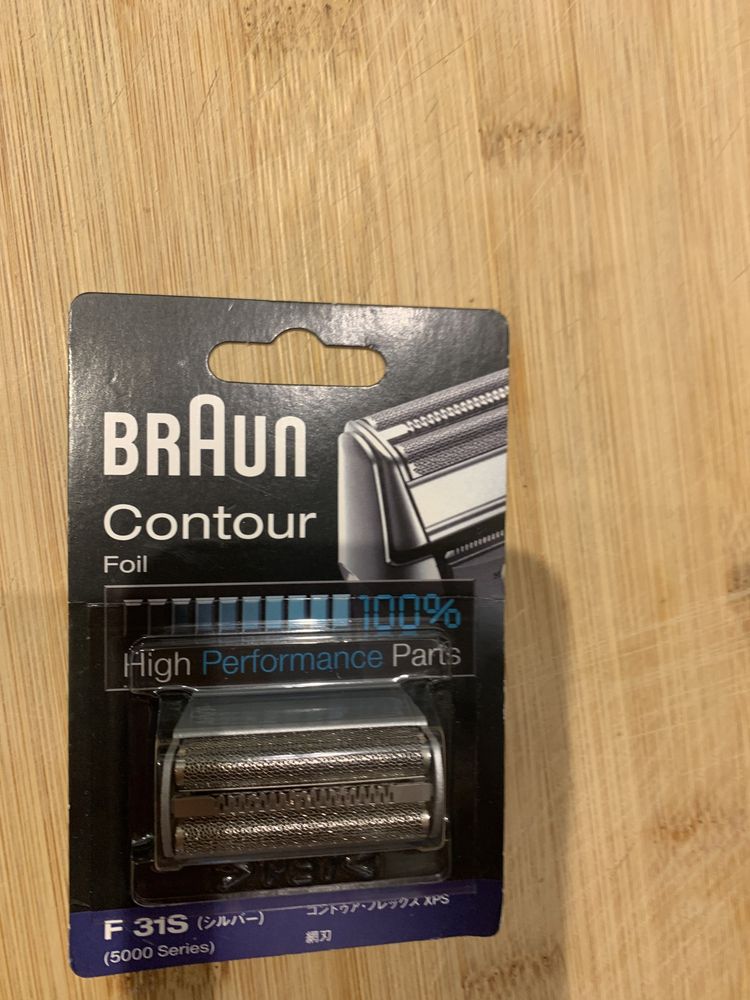 BRAUN
Contour
Foil
100%
High Performance Parts
F 31S (シルバー)
(5000 Series)
コントゥア・フレックス XPS
網刃